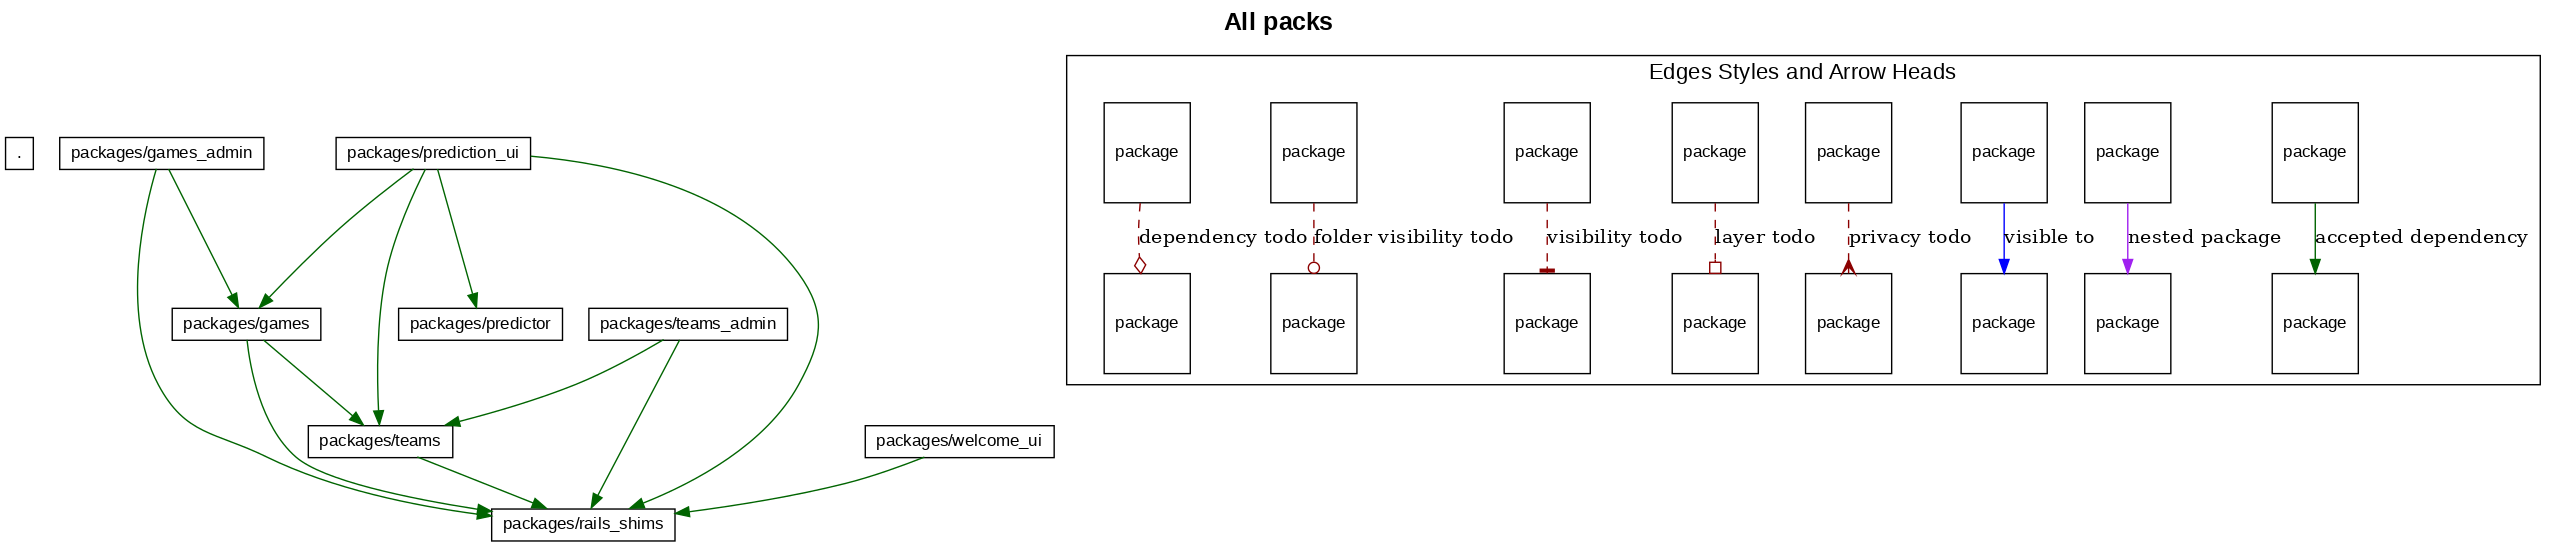 All packs
Edges Styles and Arrow Heads
.
packages/games_admin
packages/prediction_ui
packages/games
packages/predictor
packages/teams_admin
packages/teams
packages/welcome_ui
packages/rails_shims
package
package
package
package
package
package
package
package
dependency todo
folder visibility todo
visibility todo
layer todo
privacy todo
visible to
nested package
accepted dependency
package
package
package
package
package
package
package
package